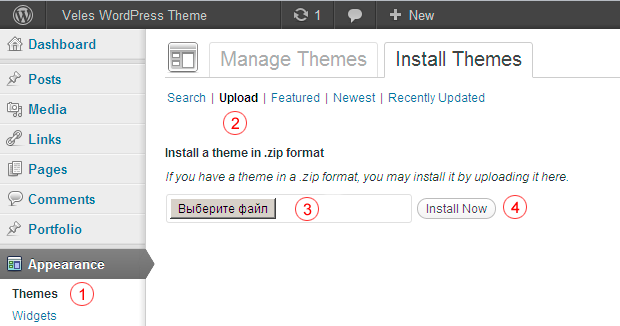 Veles WordPress Theme 1 + New
Dashboard
Posts
Media
Links
Pages
Comments
Portfolio
Appearance
Themes 1
Widgets
Manage Themes Install Themes
Search | Upload | Featured | Newest | Recently Updated
2
Install a theme in .zip format
If you have a theme in a .zip format, you may install it by uploading it here.
Выберите файл 3 Install Now 4